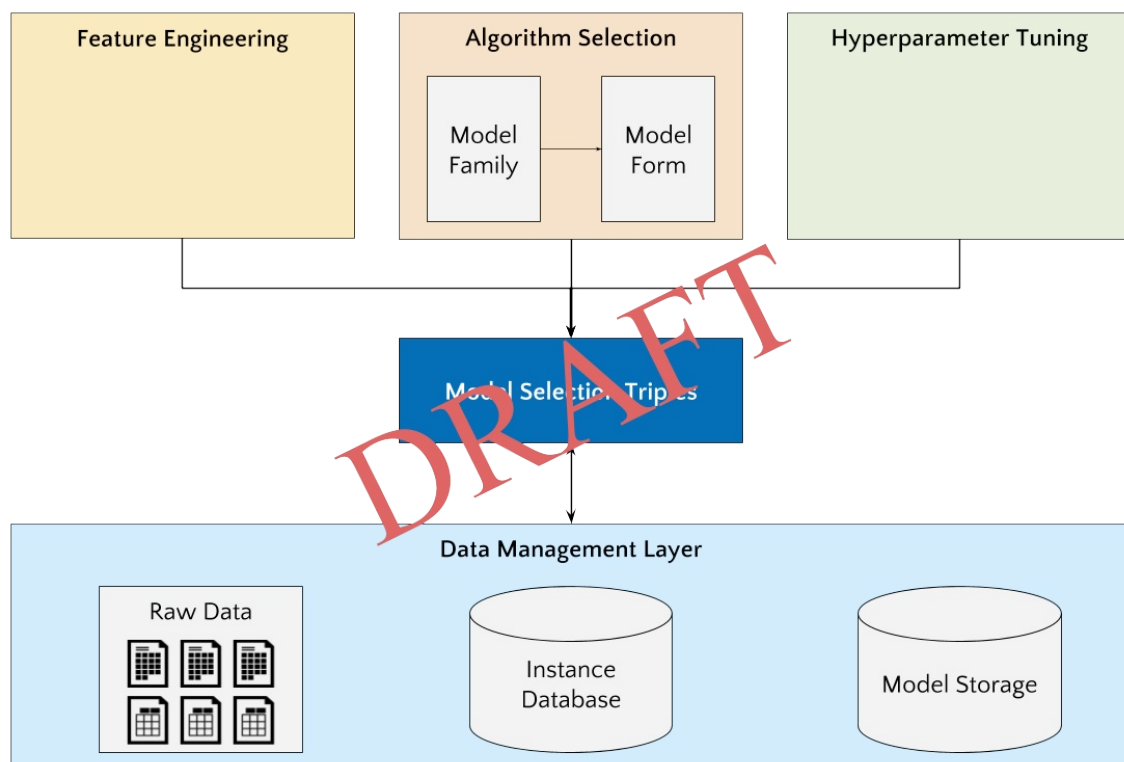 Feature Engineering
Algorithm Selection
Hyperparameter Tuning
Model
Family
Model
Form
Model Selection Triples
DRAFT
Data Management Layer
Raw Data
Instance
Database
Model Storage